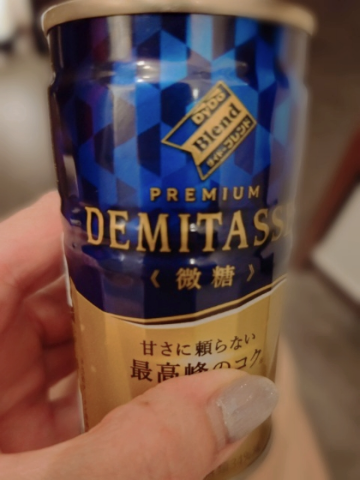 DyDo
Blend
ダイドーブレンド
PREMIUM
DEMITASS
《微糖》
甘さに頼らない
最高峰のコク